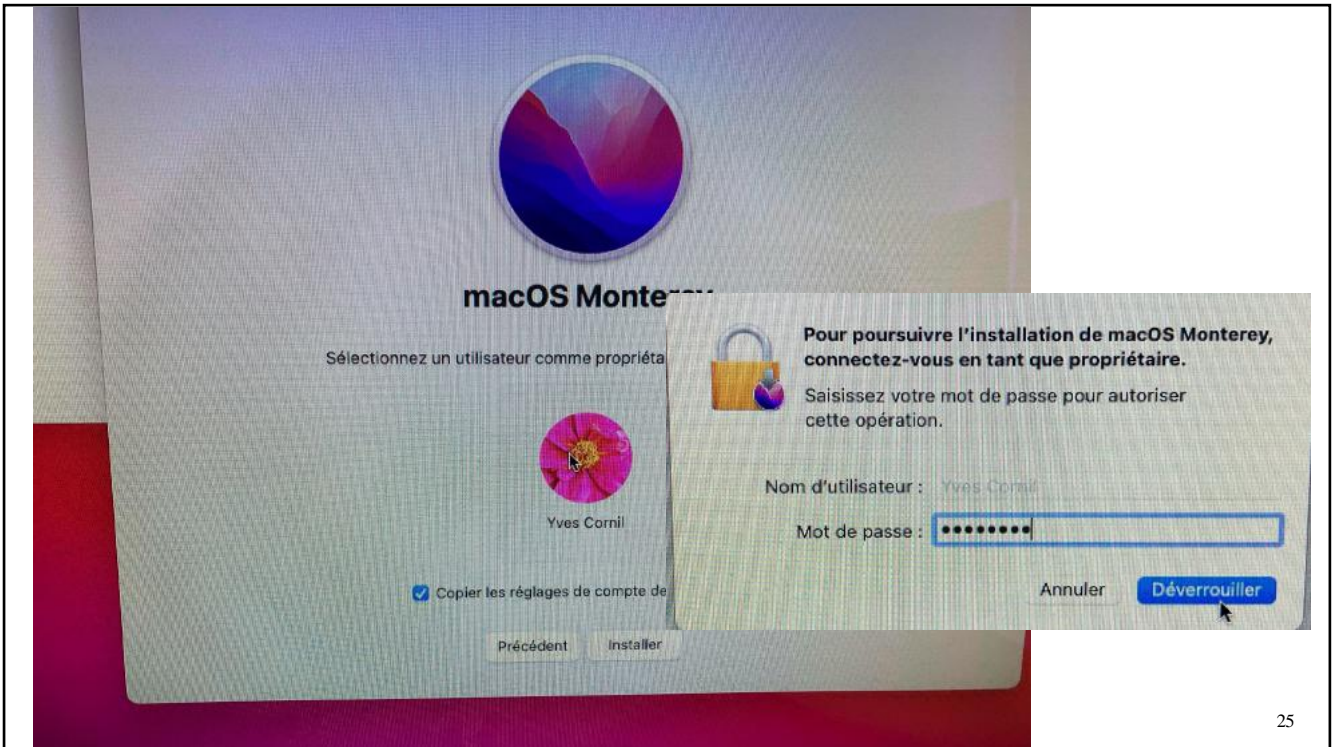 macOS Monte
Sélectionnez un utilisateur comme propriéta
Yves Cornil
Copier les réglages de compte de
Précédent
Installer
Pour poursuivre l'installation de macOS Monterey,
connectez-vous en tant que propriétaire.
Saisissez votre mot de passe pour autoriser
cette opération.
Nom d'utilisateur : Yves Cornil
Mot de passe : ••••••••
Annuler
Déverrouiller
25